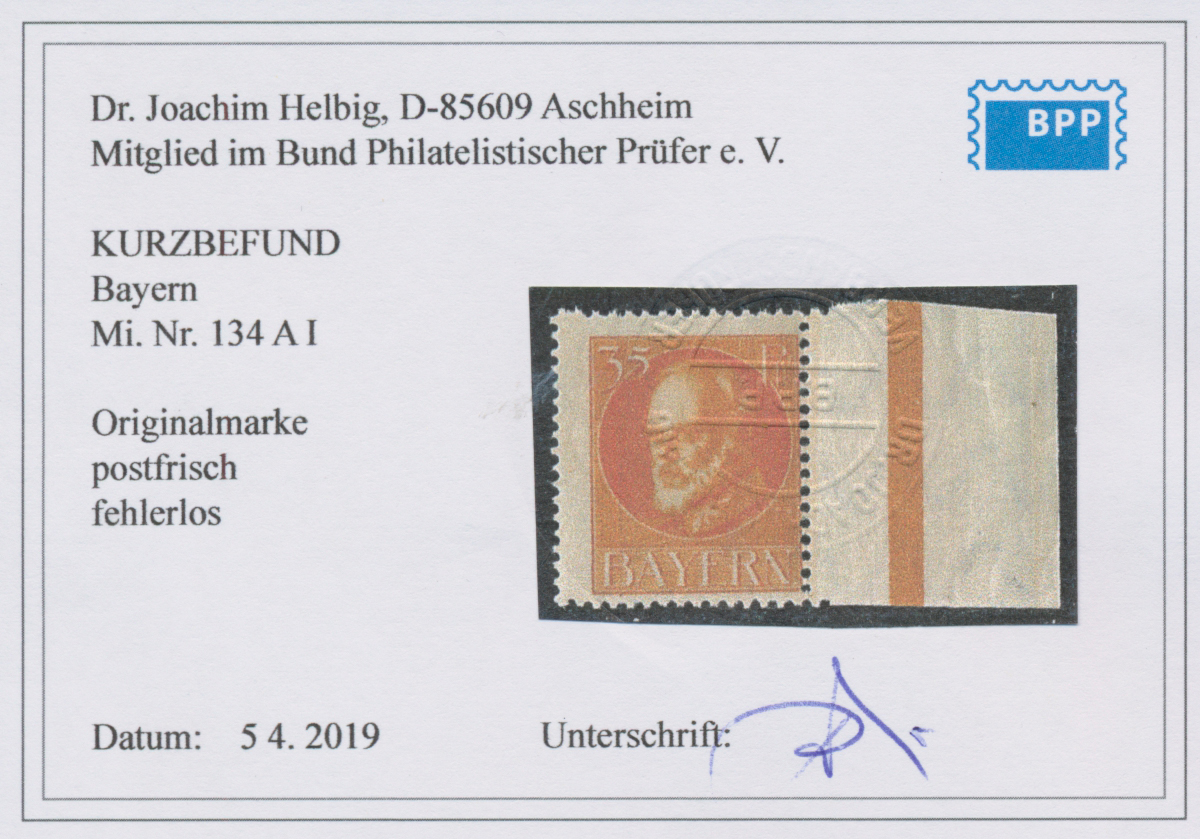 Dr. Joachim Helbig, D-85609 Aschheim
Mitglied im Bund Philatelistischer Prüfer e. V.
BPP
KURZBEFUND
Bayern
Mi. Nr. 134 A I
Originalmarke
postfrisch
fehlerlos
35
BAYERN
Datum: 5 4. 2019
Unterschrift: